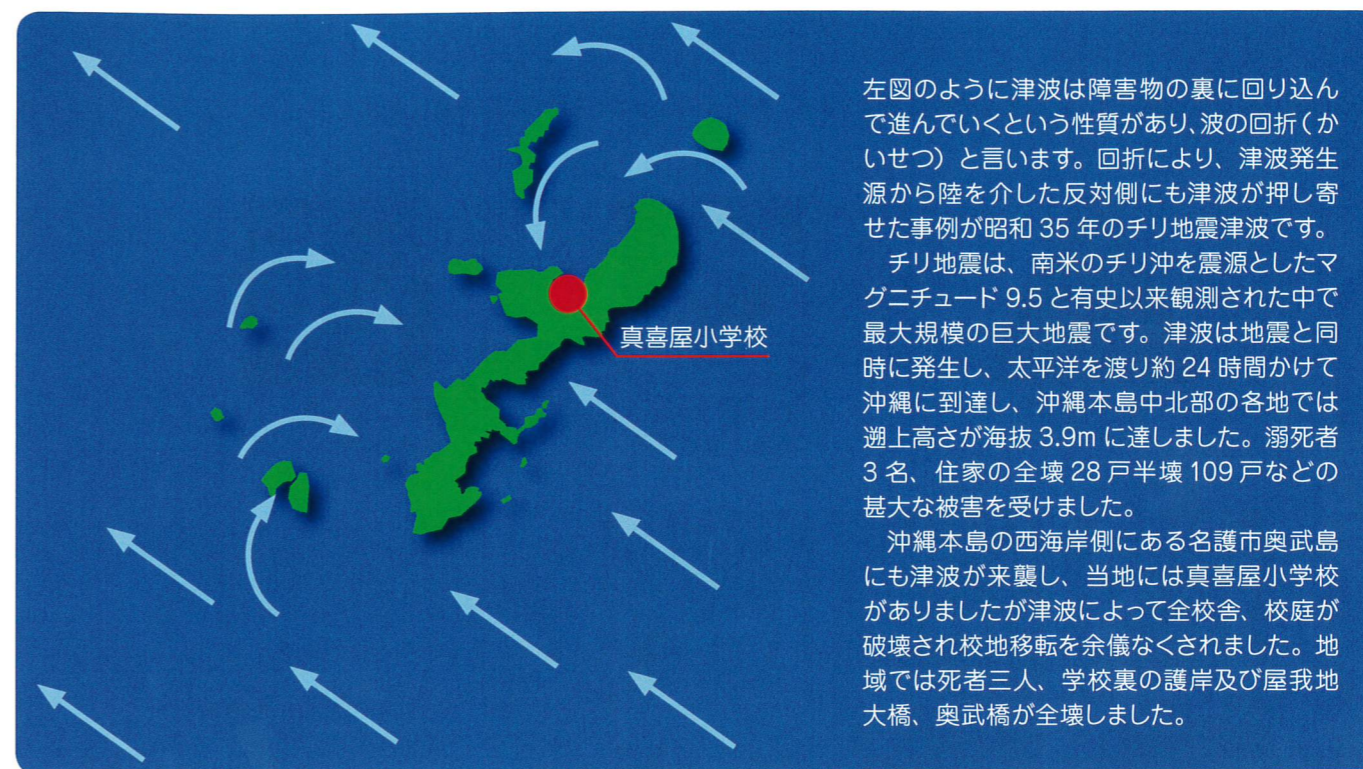 真喜屋小学校
左図のように津波は障害物の裏に回り込ん
で進んでいくという性質があり、波の回折(か
いせつ)と言います。回折により、津波発生
源から陸を介した反対側にも津波が押し寄
せた事例が昭和 35 年のチリ地震津波です。
　チリ地震は、南米のチリ沖を震源としたマ
グニチュード 9.5 と有史以来観測された中で
最大規模の巨大地震です。津波は地震と同
時に発生し、太平洋を渡り約 24 時間かけて
沖縄に到達し、沖縄本島中北部の各地では
遡上高さが海抜 3.9m に達しました。溺死者
3 名、住家の全壊 28 戸半壊 109 戸などの
甚大な被害を受けました。
　沖縄本島の西海岸側にある名護市奥武島
にも津波が来襲し、当地には真喜屋小学校
がありましたが津波によって全校舎、校庭が
破壊され校地移転を余儀なくされました。地
域では死者三人、学校裏の護岸及び屋我地
大橋、奥武橋が全壊しました。